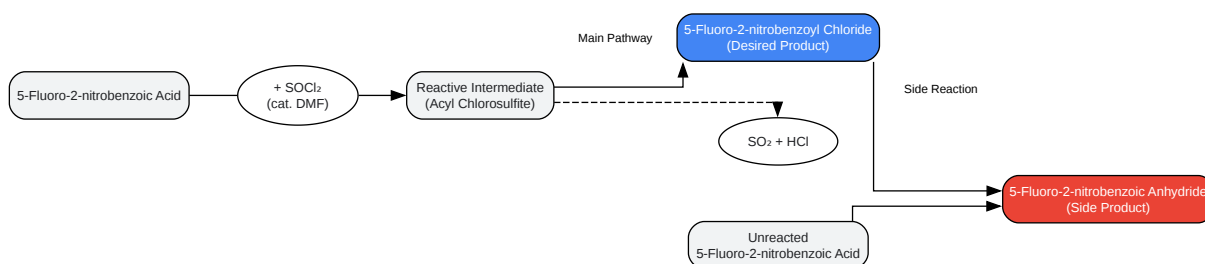 5-Fluoro-2-nitrobenzoic Acid
+ SOCl₂
(cat. DMF)
Reactive Intermediate
(Acyl Chlorosulfite)
Main Pathway
5-Fluoro-2-nitrobenzoyl Chloride
(Desired Product)
SO₂ + HCl
Side Reaction
Unreacted
5-Fluoro-2-nitrobenzoic Acid
5-Fluoro-2-nitrobenzoic Anhydride
(Side Product)